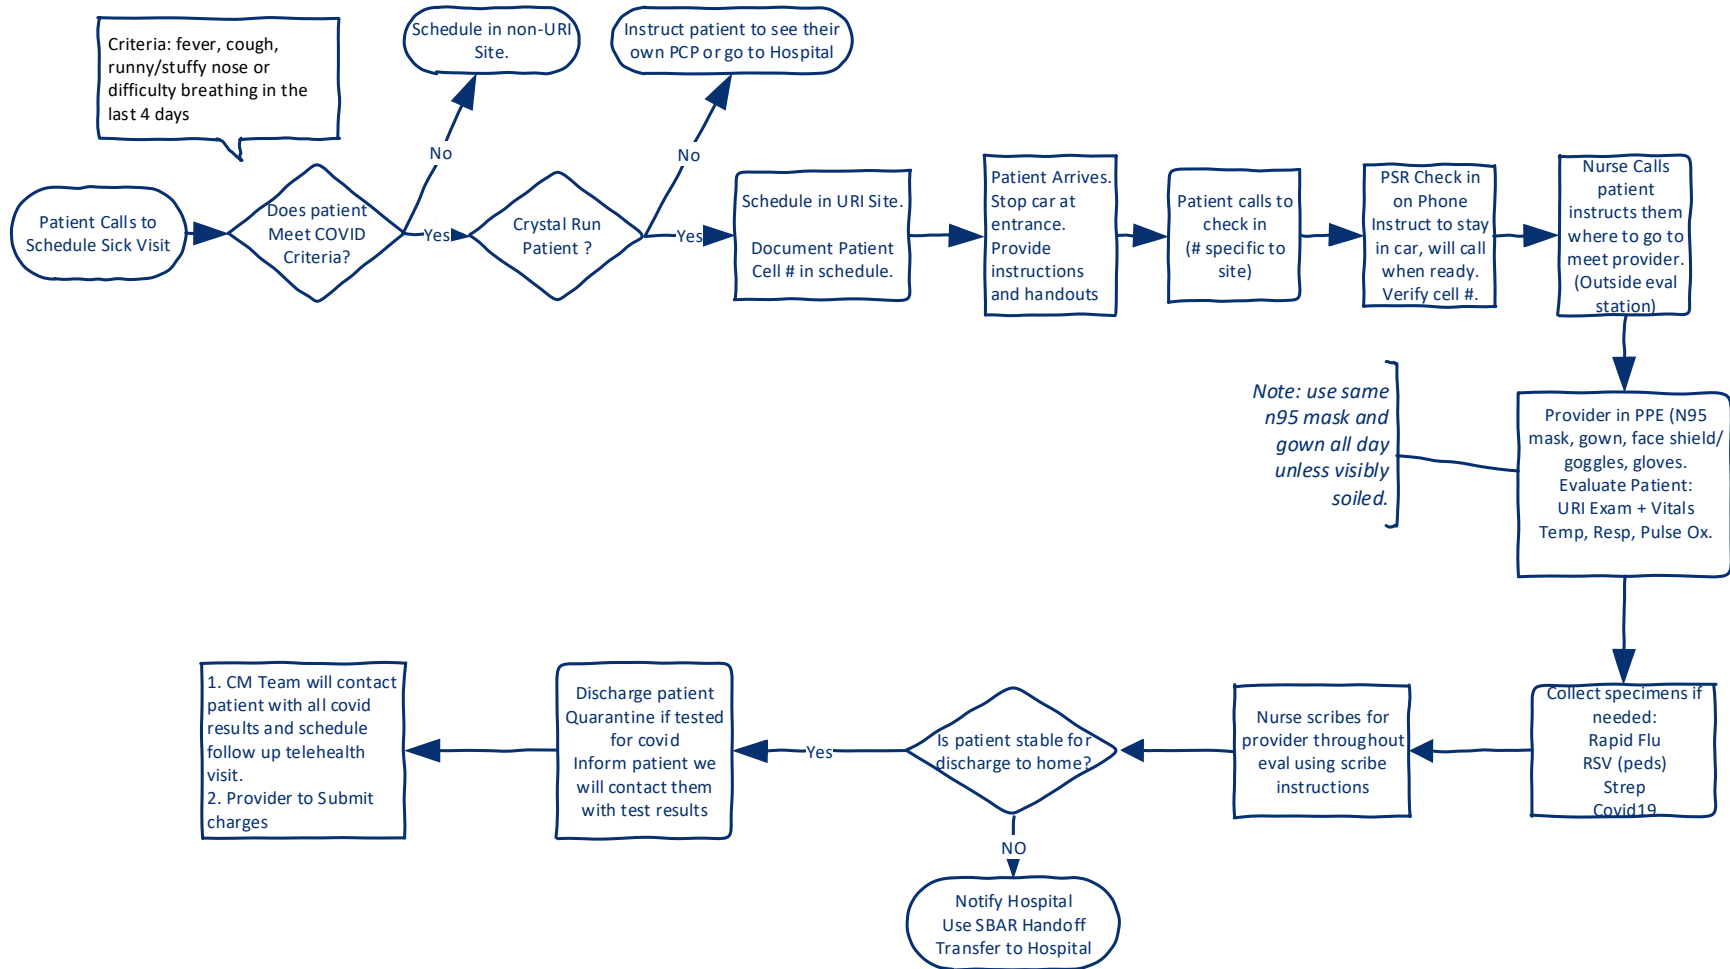 Criteria: fever, cough,
runny/stuffy nose or
difficulty breathing in the
last 4 days
Schedule in non-URI
Site.
Instruct patient to see their
own PCP or go to Hospital
No
No
Patient Calls to
Schedule Sick Visit
Does patient
Meet COVID
Criteria?
Yes
Crystal Run
Patient ?
Yes
Schedule in URI Site.
Document Patient
Cell # in schedule.
Patient Arrives.
Stop car at
entrance.
Provide
instructions
and handouts
Patient calls to
check in
(# specific to
site)
PSR Check in
on Phone
Instruct to stay
in car, will call
when ready.
Verify cell #.
Nurse Calls
patient
instructs them
where to go to
meet provider.
(Outside eval
station)
Note: use same
n95 mask and
gown all day
unless visibly
soiled.
Provider in PPE (N95
mask, gown, face shield/
goggles, gloves.
Evaluate Patient:
URI Exam + Vitals
Temp, Resp, Pulse Ox.
Collect specimens if
needed:
Rapid Flu
RSV (peds)
Strep
Covid19
Nurse scribes for
provider throughout
eval using scribe
instructions
Is patient stable for
discharge to home?
Yes
Discharge patient
Quarantine if tested
for covid
Inform patient we
will contact them
with test results
1. CM Team will contact
patient with all covid
results and schedule
follow up telehealth
visit.
2. Provider to Submit
charges
NO
Notify Hospital
Use SBAR Handoff
Transfer to Hospital